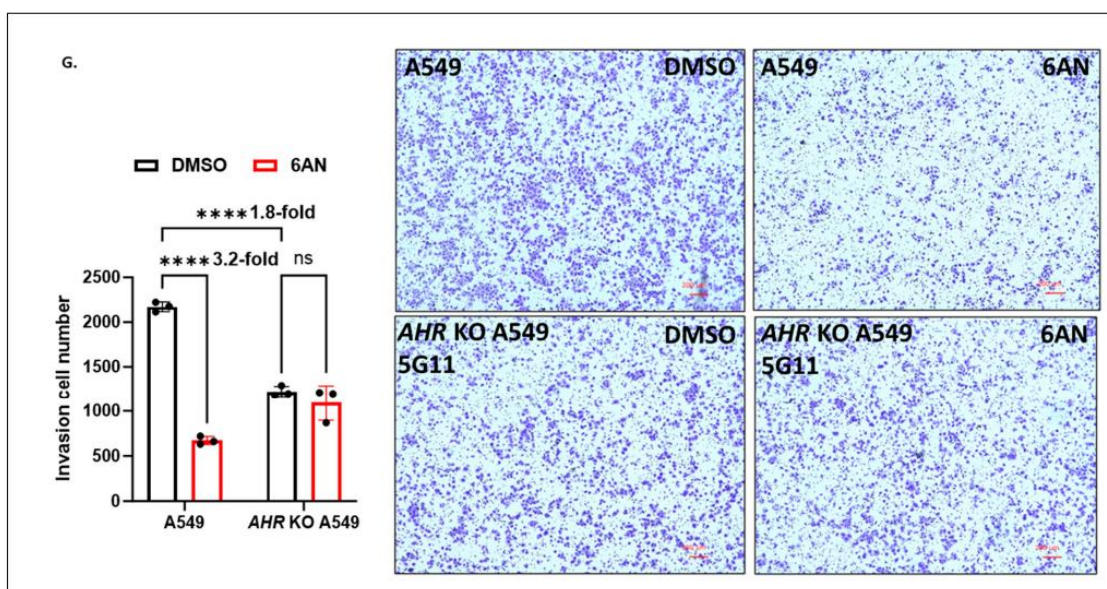 G.
DMSO 6AN
****1.8-fold
****3.2-fold ns
2500
2000
1500
1000
500
0
Invasion cell number
A549 AHR KO A549
A549 DMSO
A549 6AN
AHR KO A549 DMSO
5G11
AHR KO A549 6AN
5G11